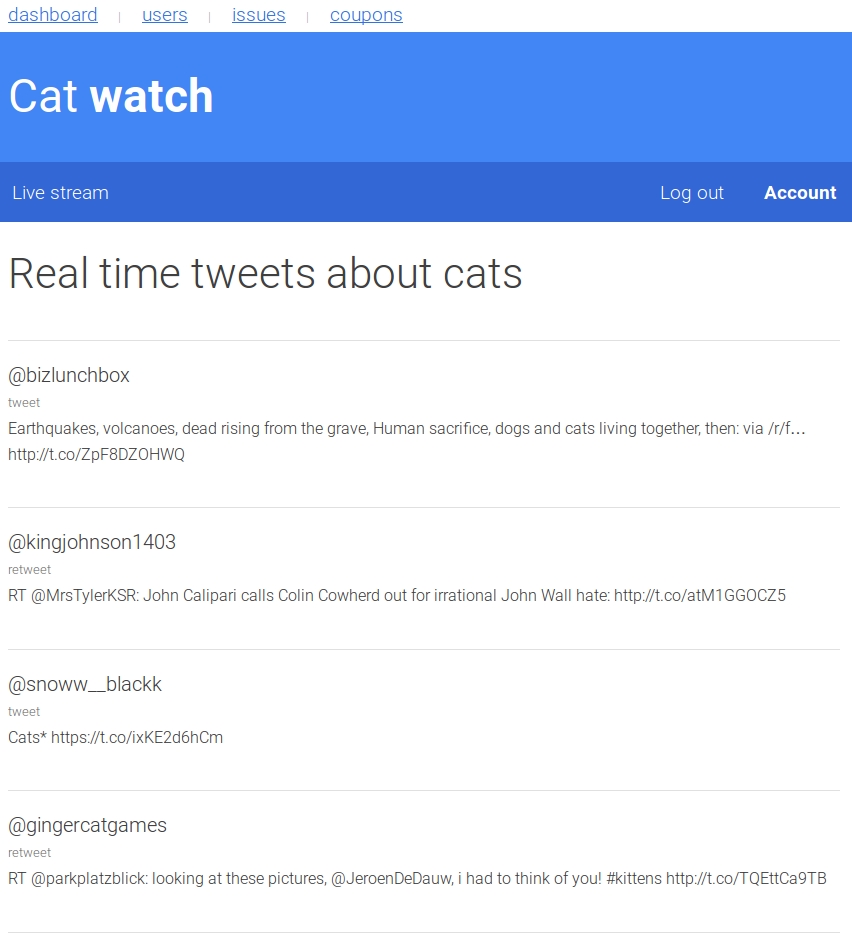 dashboard | users | issues | coupons
Cat watch
Live stream Log out Account
Real time tweets about cats
@bizlunchbox
tweet
Earthquakes, volcanoes, dead rising from the grave, Human sacrifice, dogs and cats living together, then: via /r/f…
http://t.co/ZpF8DZOHWQ
@kingjohnson1403
retweet
RT @MrsTylerKSR: John Calipari calls Colin Cowherd out for irrational John Wall hate: http://t.co/atM1GGOCZ5
@snoww__blackk
tweet
Cats* https://t.co/ixKE2d6hCm
@gingercatgames
retweet
RT @parkplatzblick: looking at these pictures, @JeroenDeDauw, i had to think of you! #kittens http://t.co/TQEttCa9TB